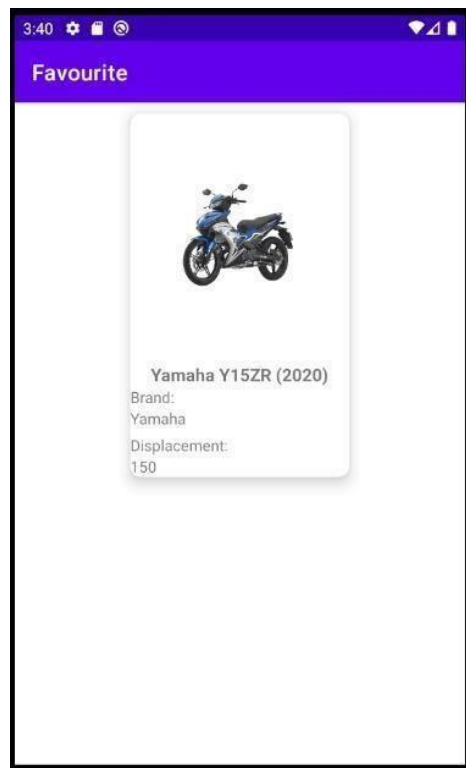 3:40
Favourite
Yamaha Y15ZR (2020)
Brand:
Yamaha
Displacement:
150